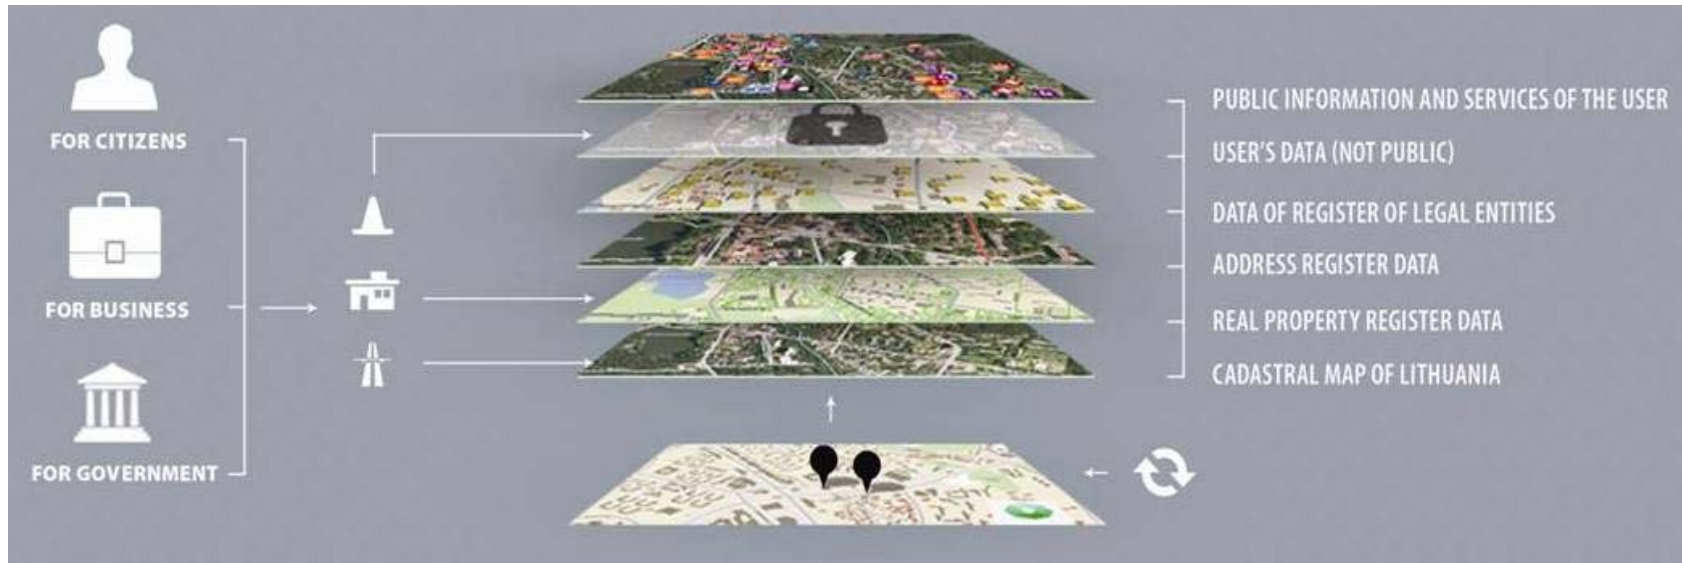 FOR CITIZENS
FOR BUSINESS
FOR GOVERNMENT
PUBLIC INFORMATION AND SERVICES OF THE USER
USER'S DATA (NOT PUBLIC)
DATA OF REGISTER OF LEGAL ENTITIES
ADDRESS REGISTER DATA
REAL PROPERTY REGISTER DATA
CADASTRAL MAP OF LITHUANIA